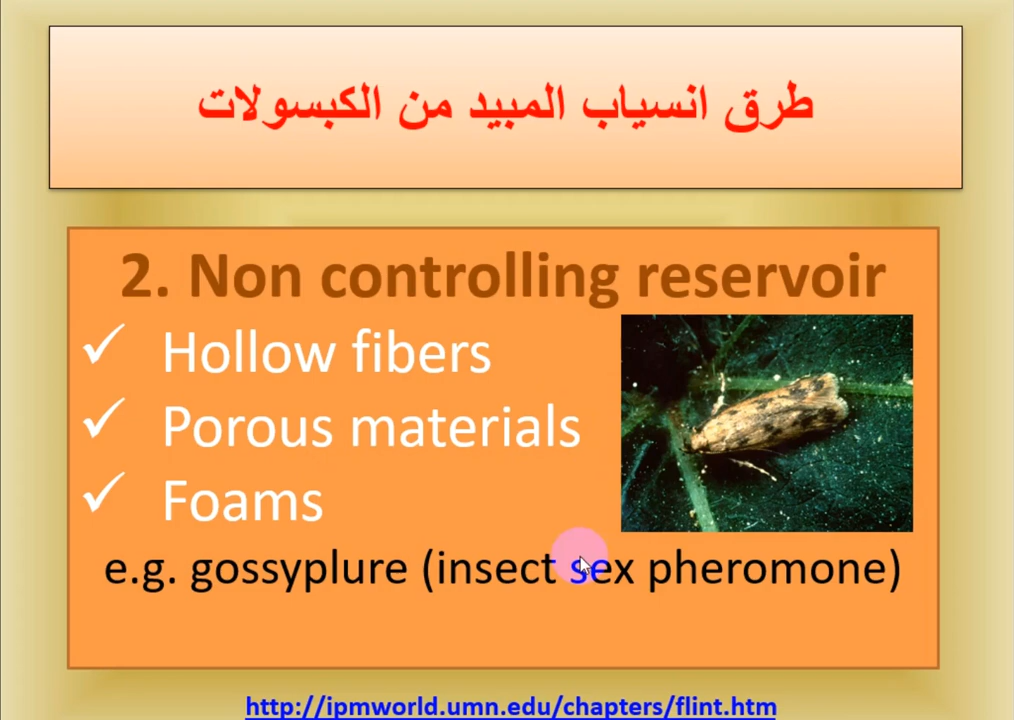 طرق انسياب المبيد من الكبسولات
2. Non controlling reservoir
✓ Hollow fibers
✓ Porous materials
✓ Foams
e.g. gossyplure (insect sex pheromone)
http://ipmworld.umn.edu/chapters/flint.htm